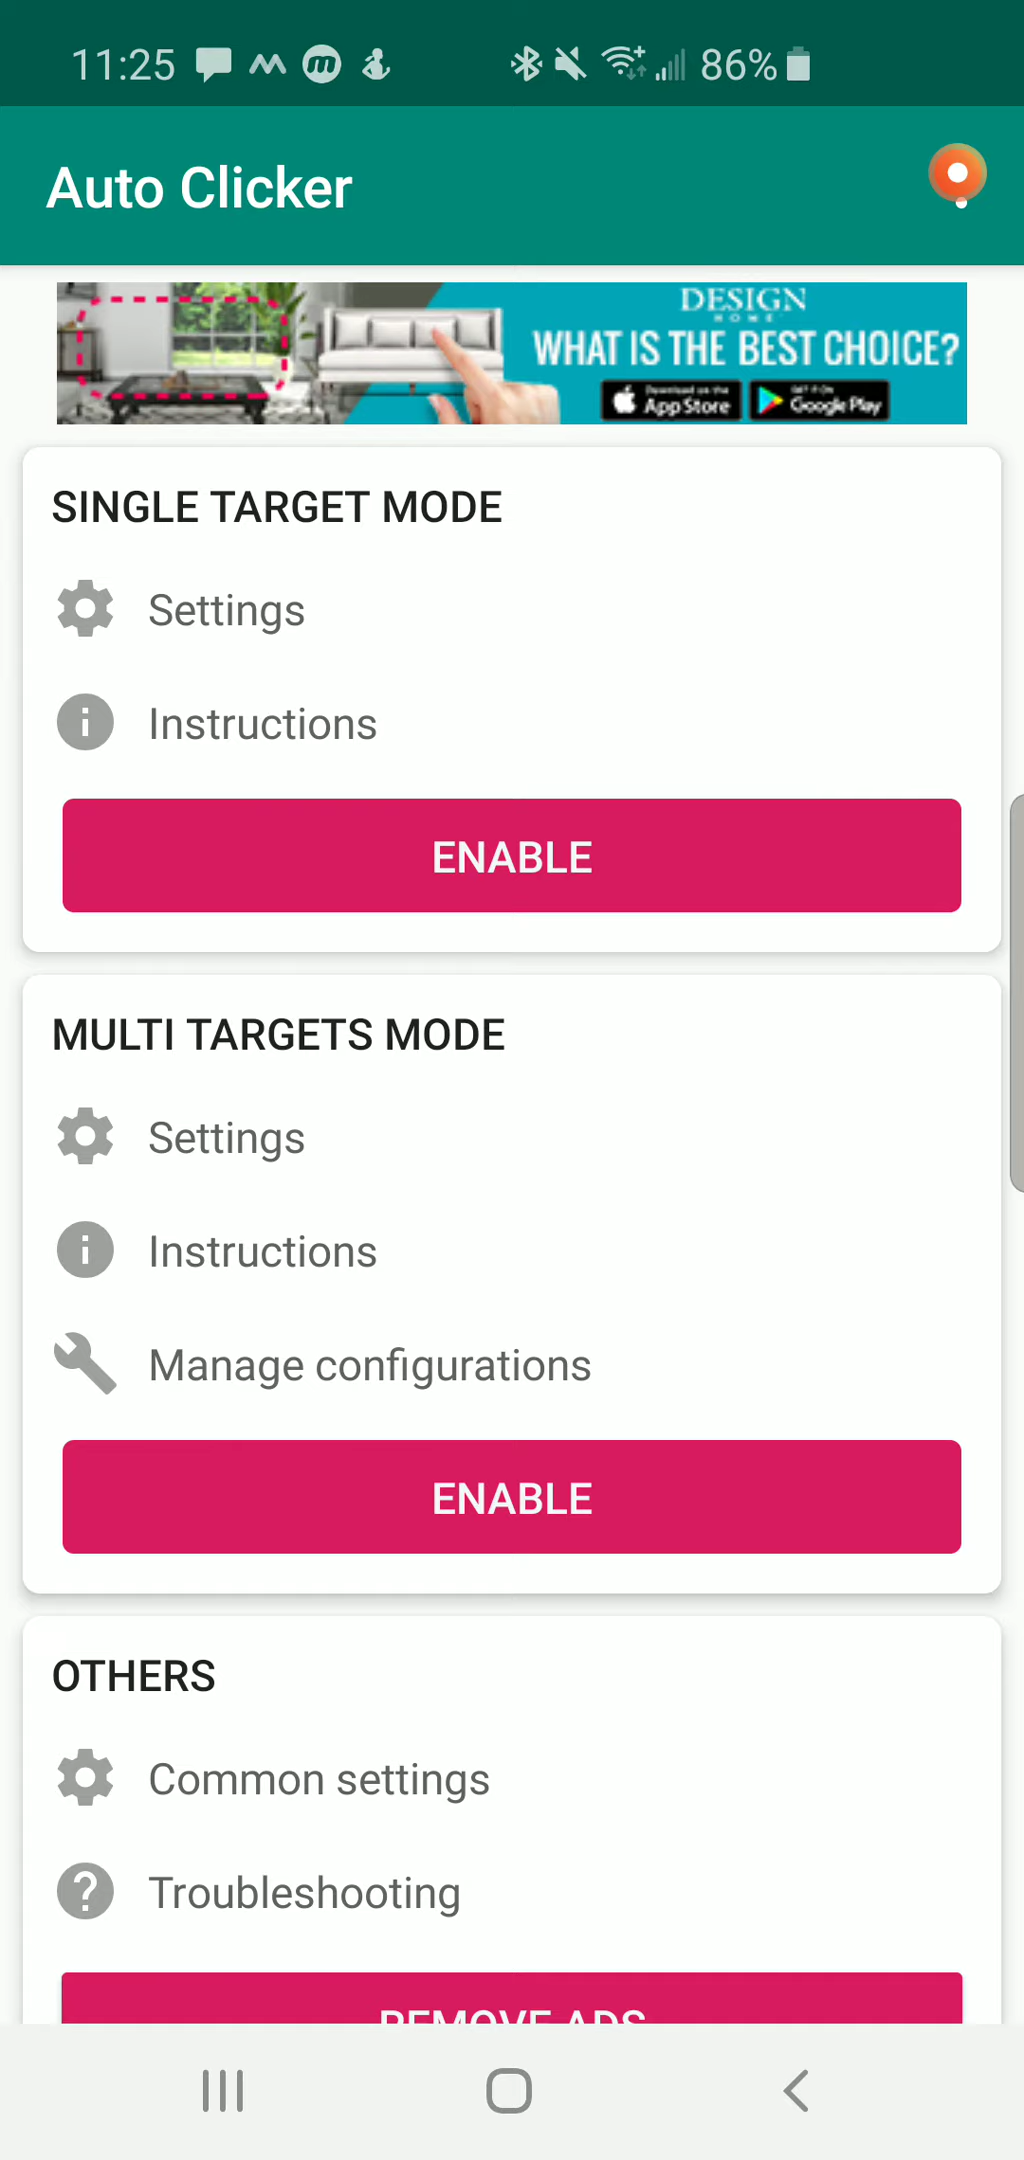 11:25 86%
Auto Clicker
DESIGN
HOME
WHAT IS THE BEST CHOICE?
Download on the
App Store
GET IT ON
Google Play
SINGLE TARGET MODE
Settings
Instructions
ENABLE
MULTI TARGETS MODE
Settings
Instructions
Manage configurations
ENABLE
OTHERS
Common settings
Troubleshooting
REMOVE ADS